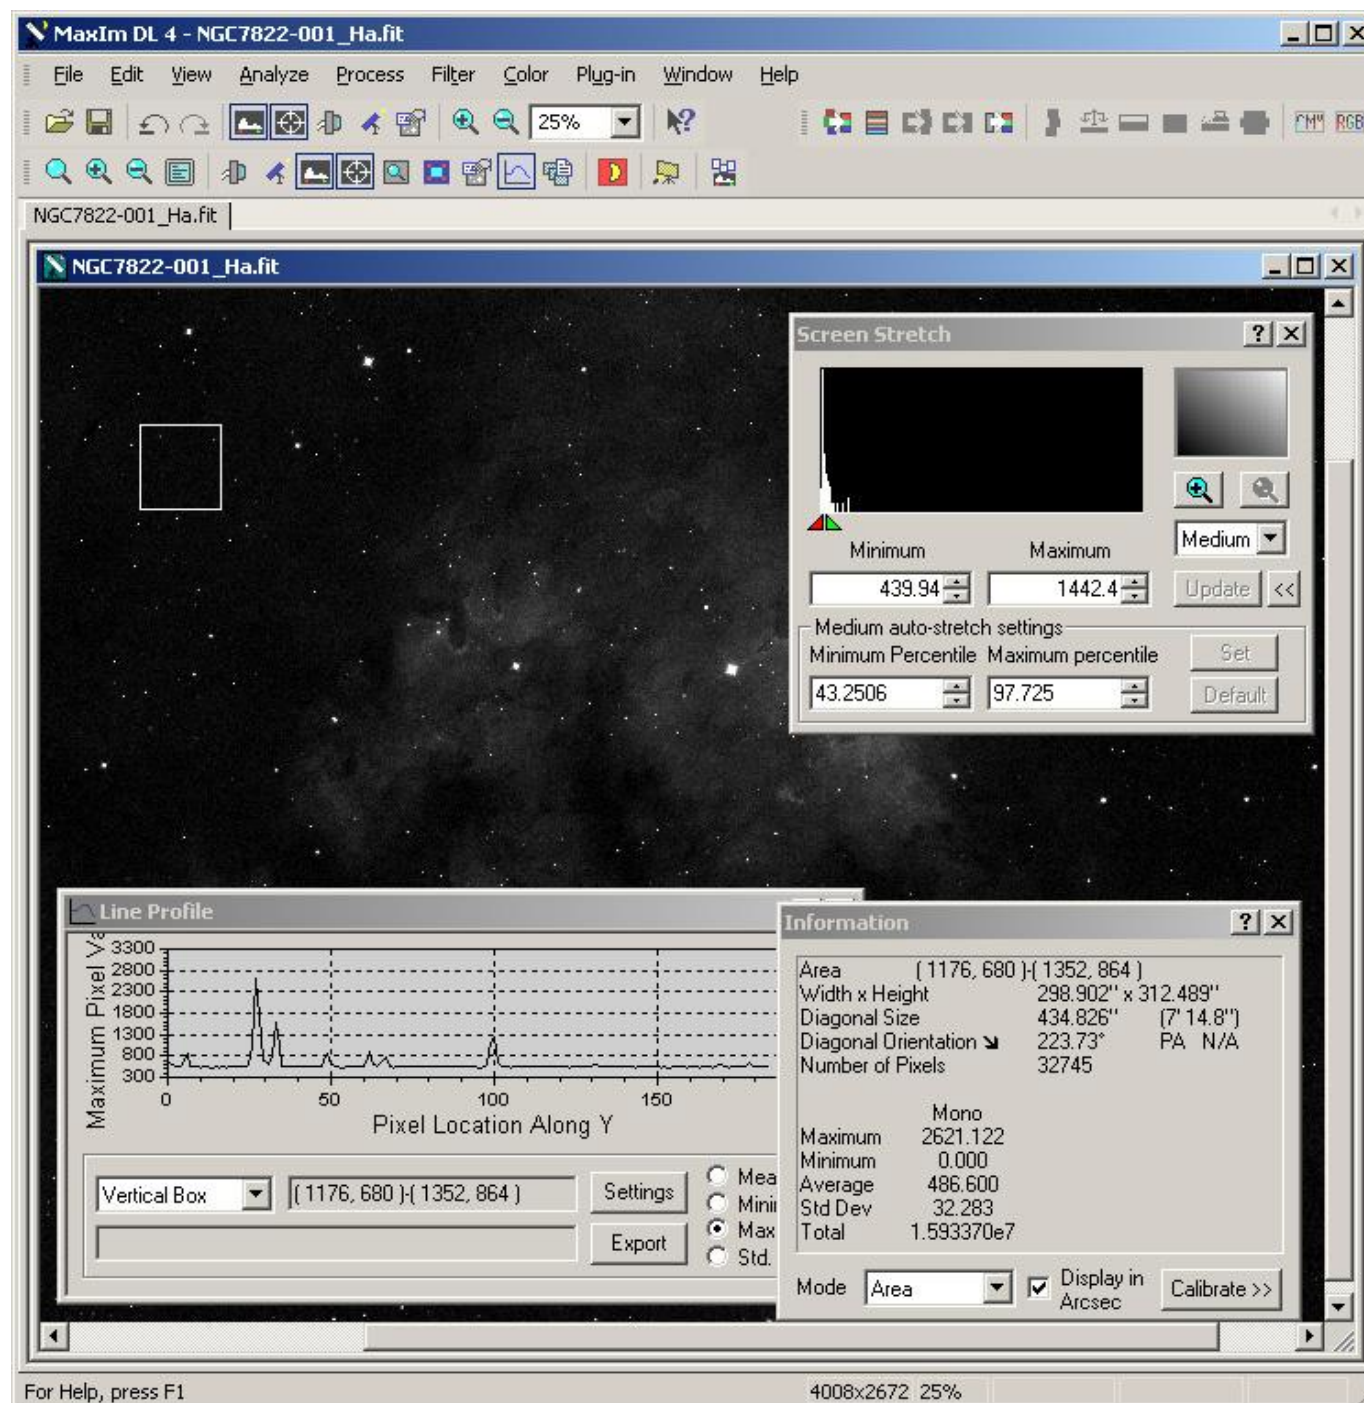 MaxIm DL 4 - NGC7822-001_Ha.fit
File Edit View Analyze Process Filter Color Plug-in Window Help
25%
NGC7822-001_Ha.fit
NGC7822-001_Ha.fit
Screen Stretch
Minimum Maximum
Medium
439.94 1442.4 Update <<
Medium auto-stretch settings
Minimum Percentile Maximum percentile Set
43.2506 97.725 Default
Line Profile
Maximum Pixel Va
3300
2800
2300
1800
1300
800
300
0 50 100 150
Pixel Location Along Y
Vertical Box ( 1176, 680 )-( 1352, 864 ) Settings
Export
Mea
Mini
Max
Std.
Information
Area ( 1176, 680 )-( 1352, 864 )
Width x Height 298.902'' x 312.489''
Diagonal Size 434.826'' (7' 14.8'')
Diagonal Orientation 223.73° PA N/A
Number of Pixels 32745
Mono
Maximum 2621.122
Minimum 0.000
Average 486.600
Std Dev 32.283
Total 1.593370e7
Mode Area Display in Arcsec Calibrate >>
For Help, press F1 4008x2672 25%